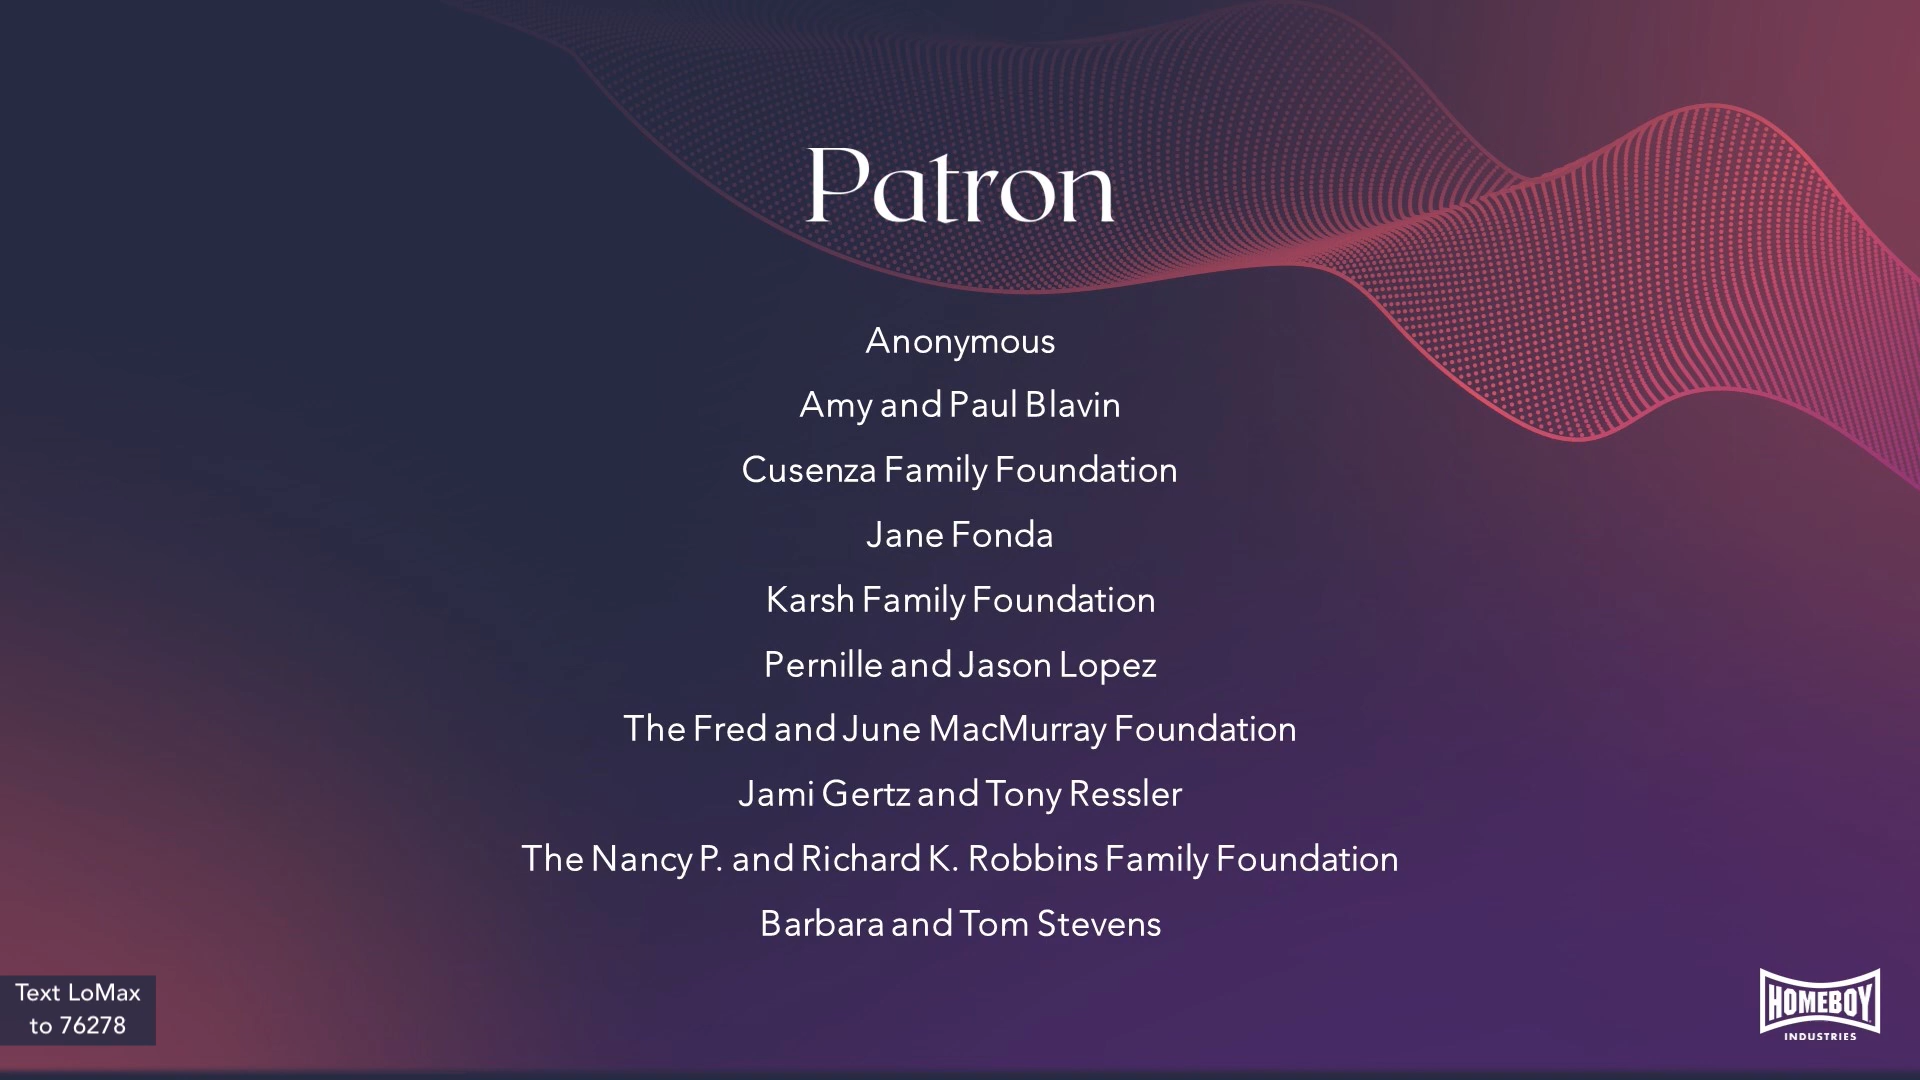 Patron
Anonymous
Amy and Paul Blavin
Cusenza Family Foundation
Jane Fonda
Karsh Family Foundation
Pernille and Jason Lopez
The Fred and June MacMurray Foundation
Jami Gertz and Tony Ressler
The Nancy P. and Richard K. Robbins Family Foundation
Barbara and Tom Stevens
Text LoMax
to 76278
HOMEBOY
INDUSTRIES